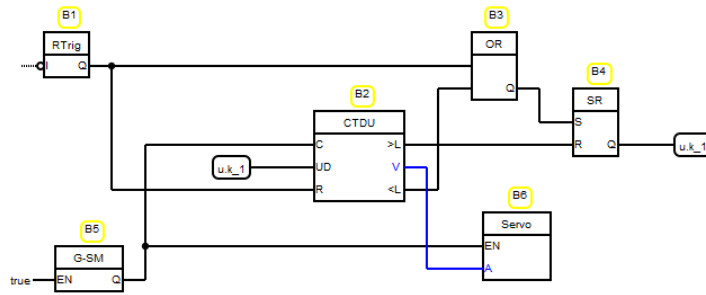 B1
RTrig
I Q
B3
OR
Q
B4
SR
S
R Q
u.k_1
B2
CTDU
C >L
u.k_1
UD V
R <L
B6
Servo
EN
A
B5
G-SM
true
EN Q